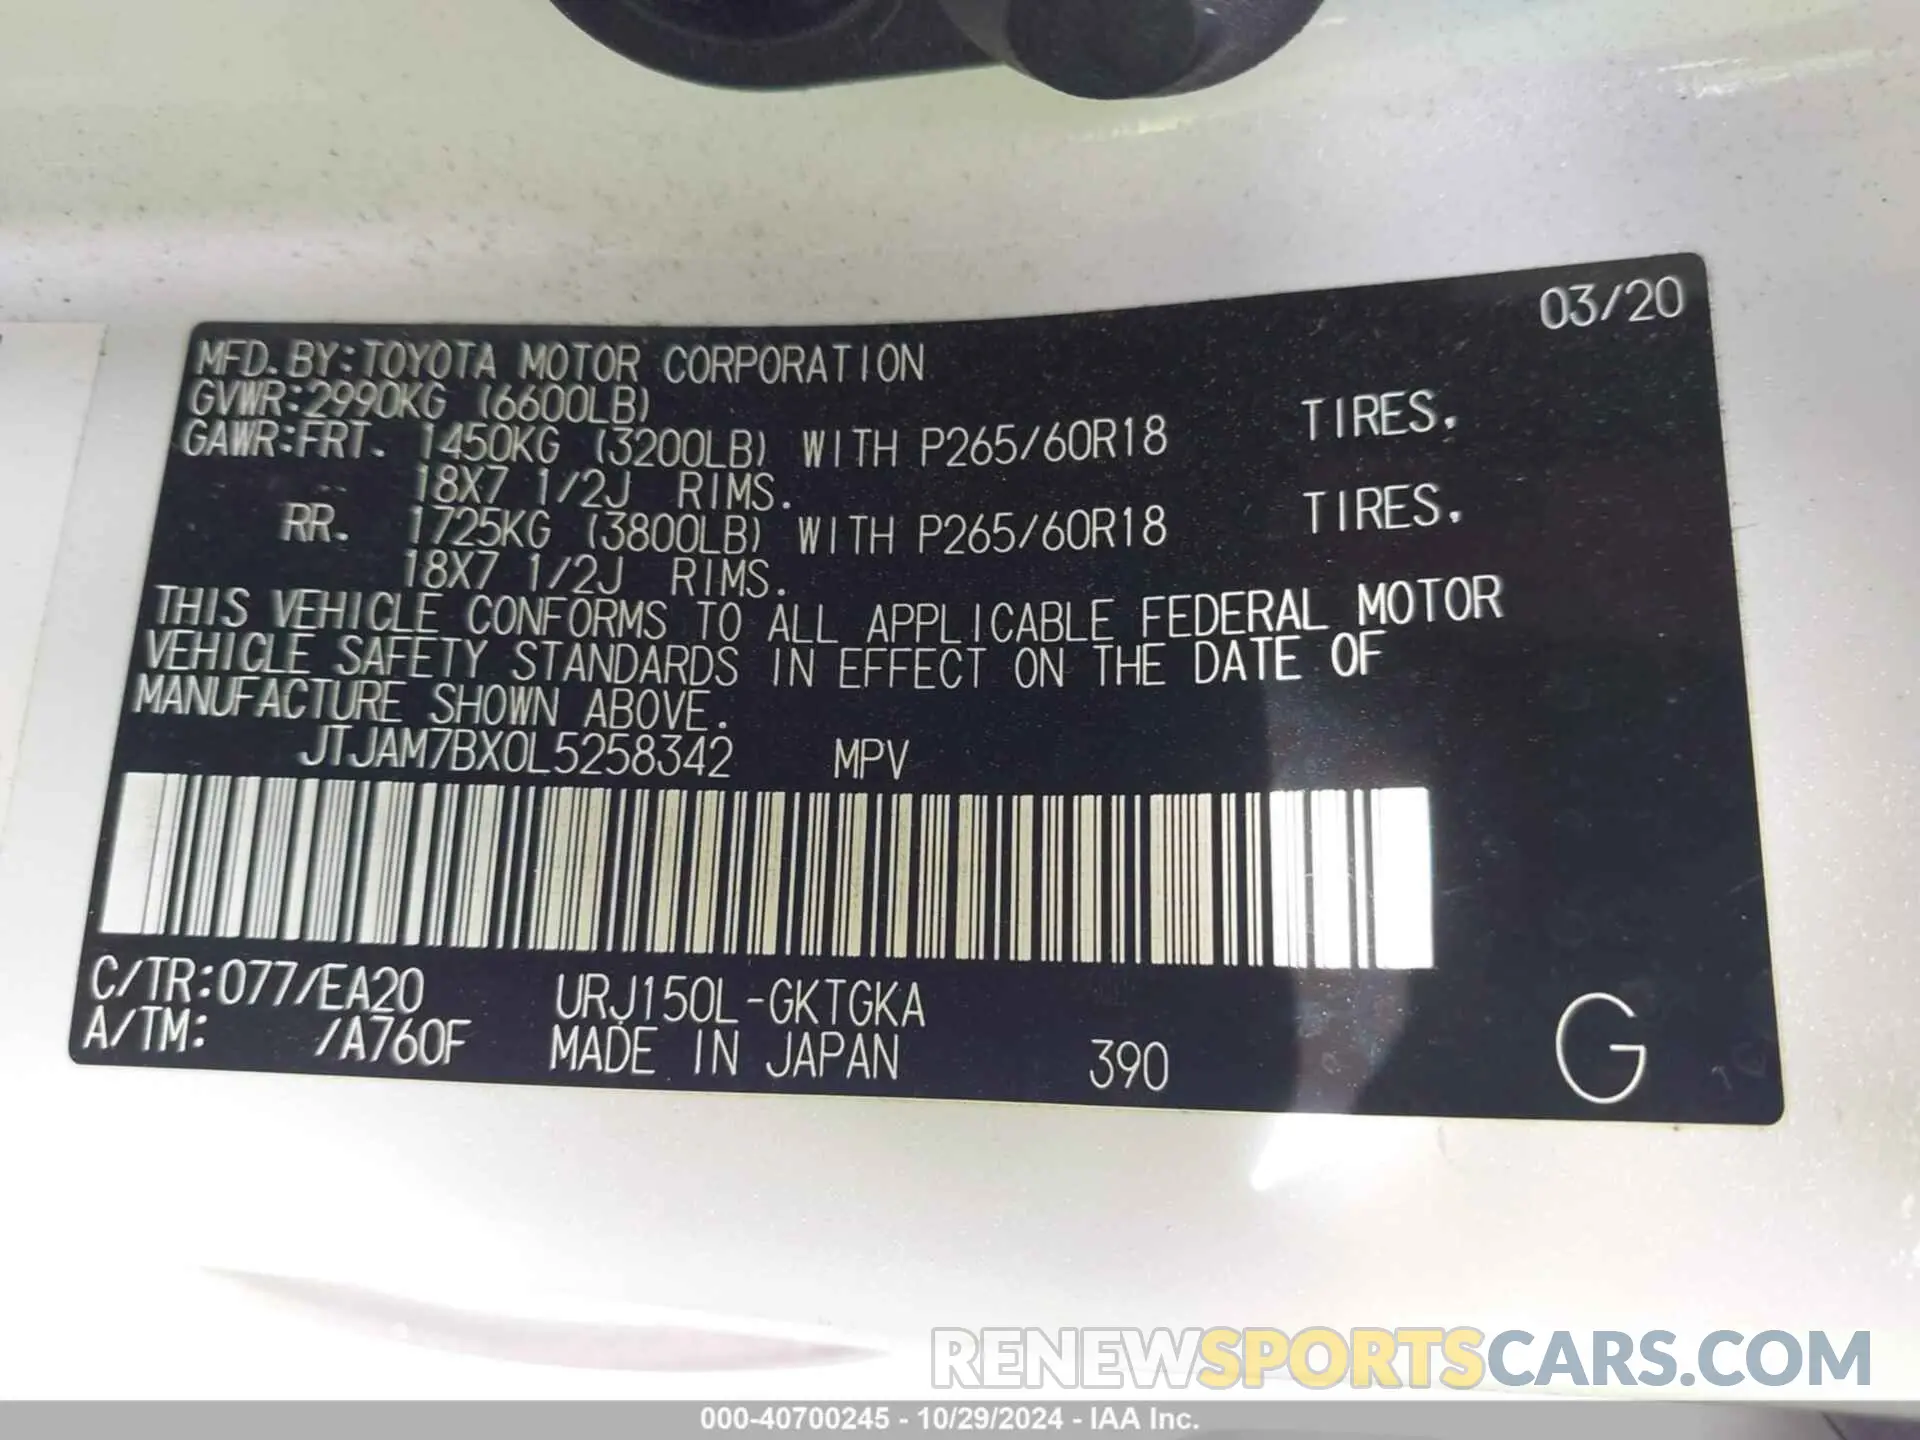 03/20
MFD.BY:TOYOTA MOTOR CORPORATION
GVWR:2990KG (6600LB)
GAWR:FRT. 1450KG (3200LB) WITH P265/60R18 TIRES,
18X7 1/2J RIMS.
RR. 1725KG (3800LB) WITH P265/60R18 TIRES,
18X7 1/2J RIMS.
THIS VEHICLE CONFORMS TO ALL APPLICABLE FEDERAL MOTOR
VEHICLE SAFETY STANDARDS IN EFFECT ON THE DATE OF
MANUFACTURE SHOWN ABOVE.
JTJAM7BX0L5258342 MPV
C/TR:077/EA20 URJ150L-GKTGKA
A/TM: /A760F MADE IN JAPAN 390 G
RENEWSPORTSCARS.COM
000-40700245 - 10/29/2024 - IAA Inc.